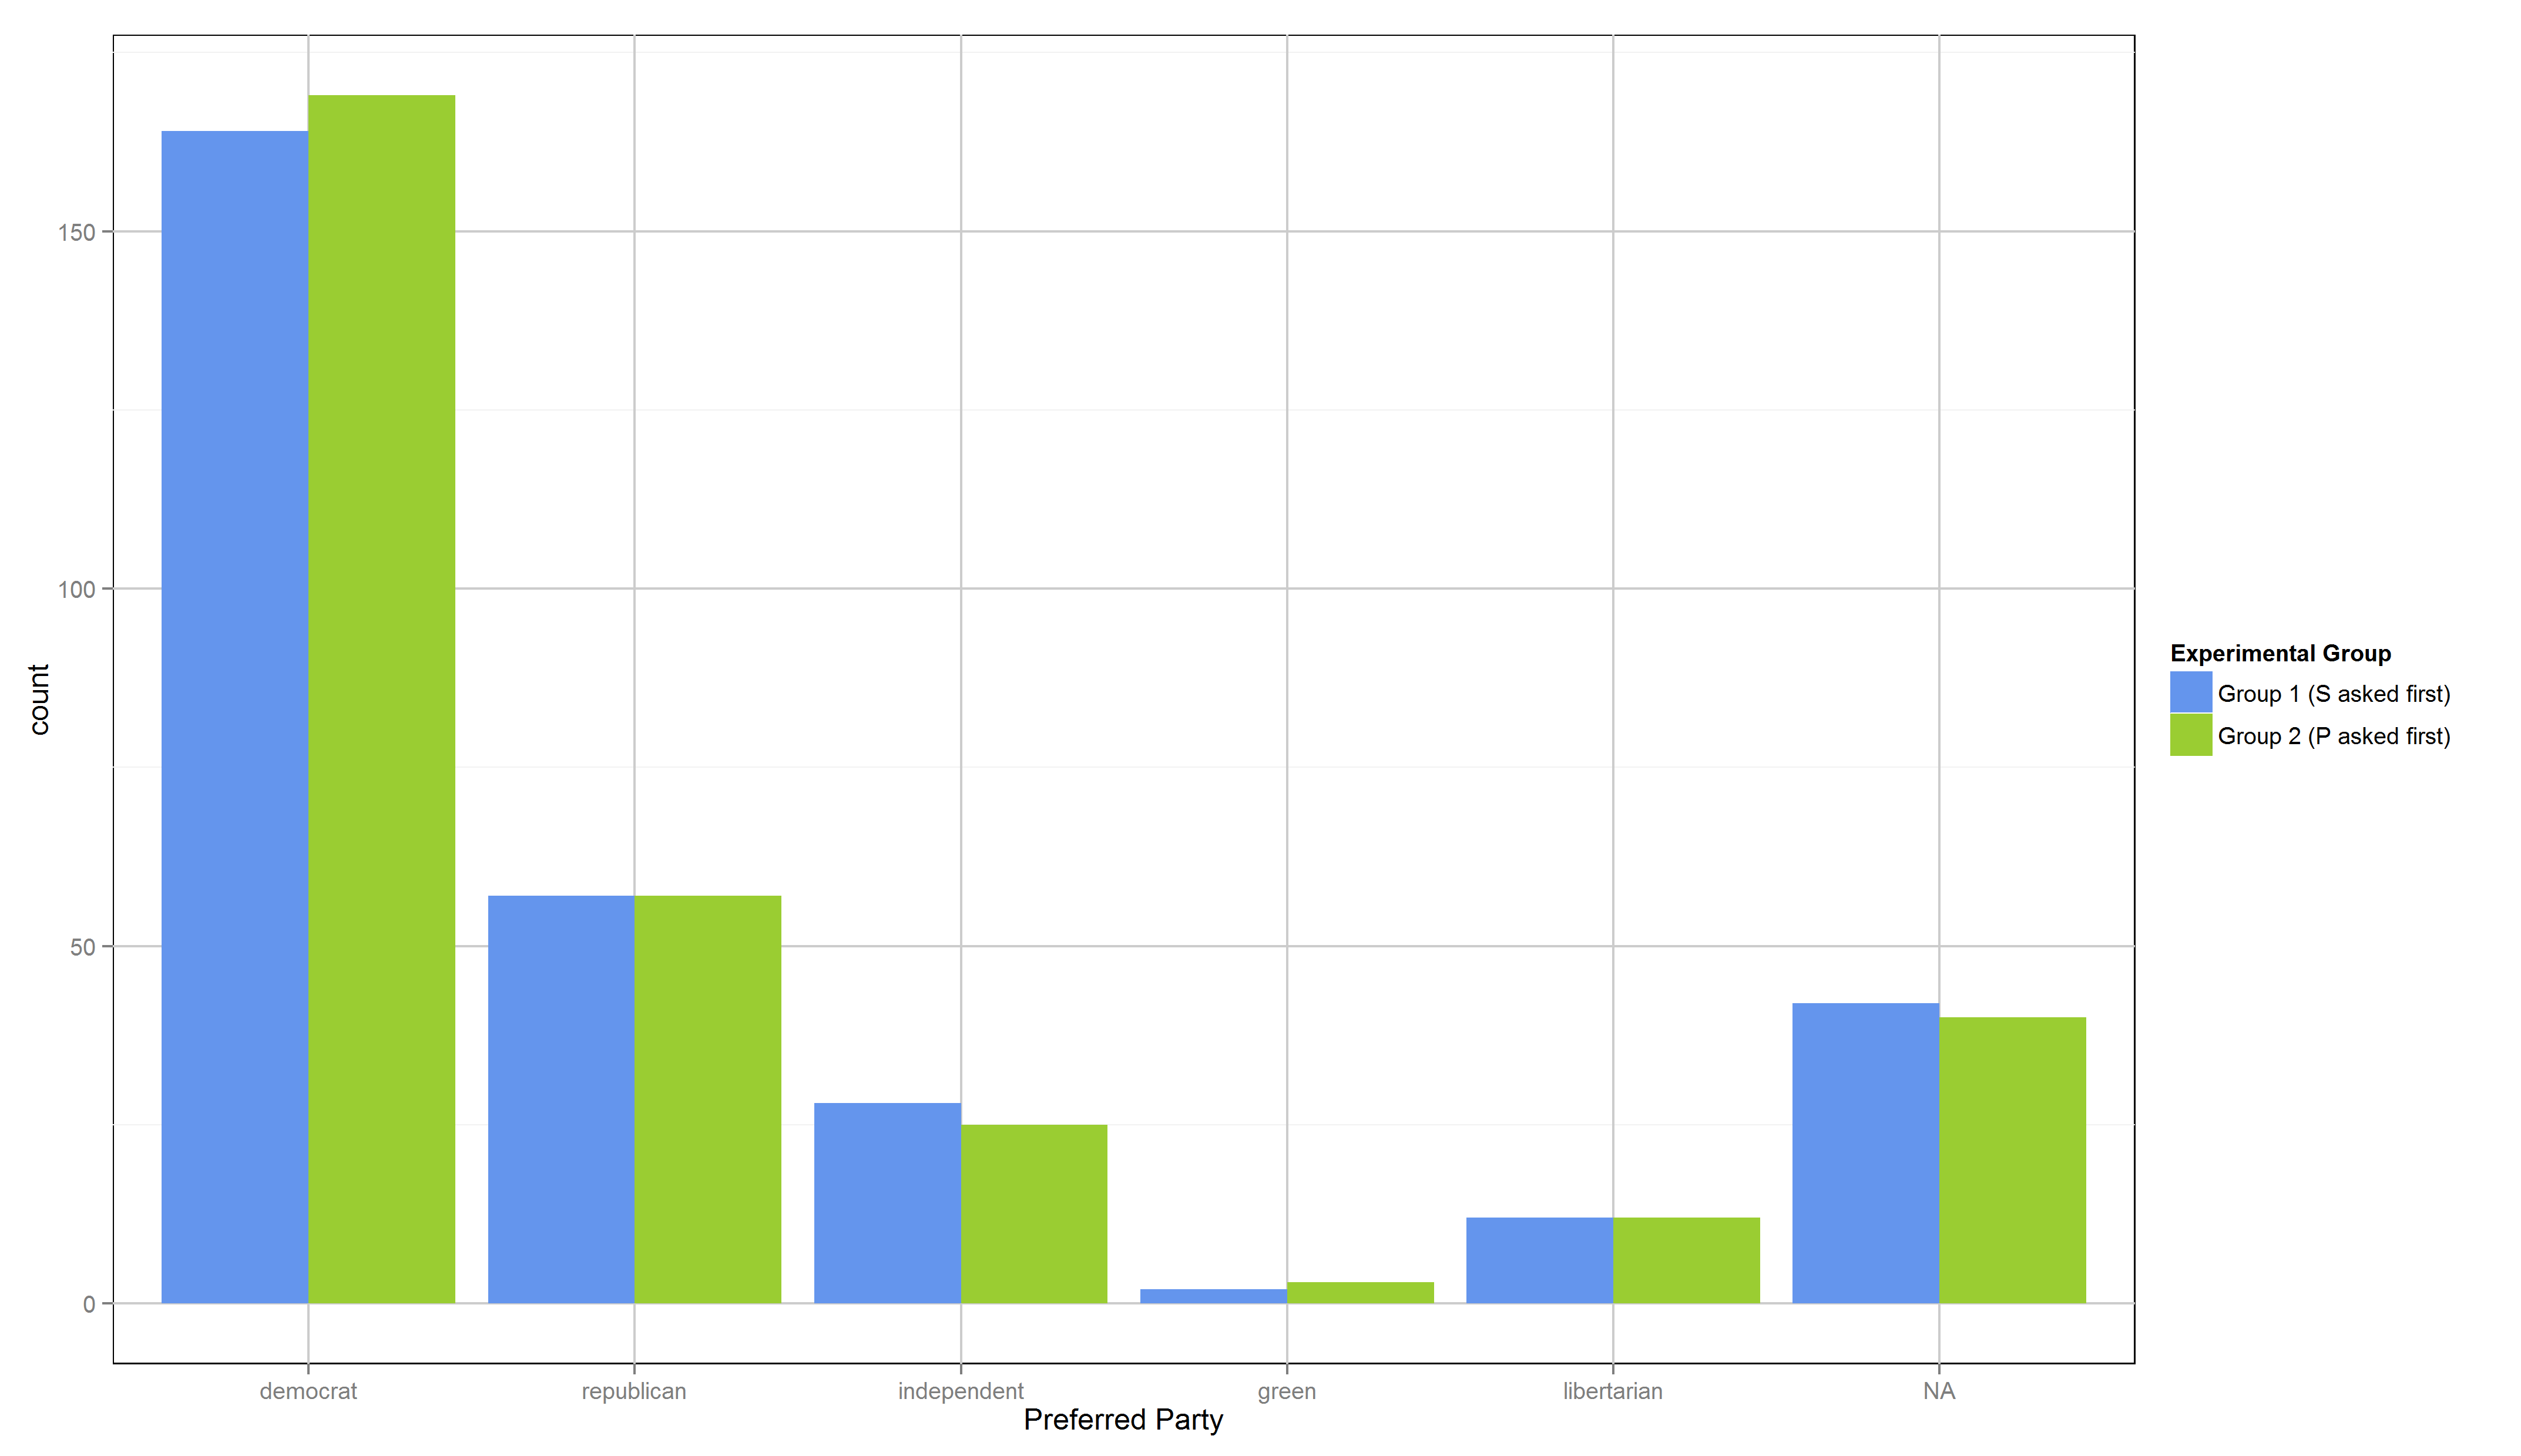 150
100
50
0
count
democrat
republican
independent
green
libertarian
NA
Preferred Party
Experimental Group
Group 1 (S asked first)
Group 2 (P asked first)